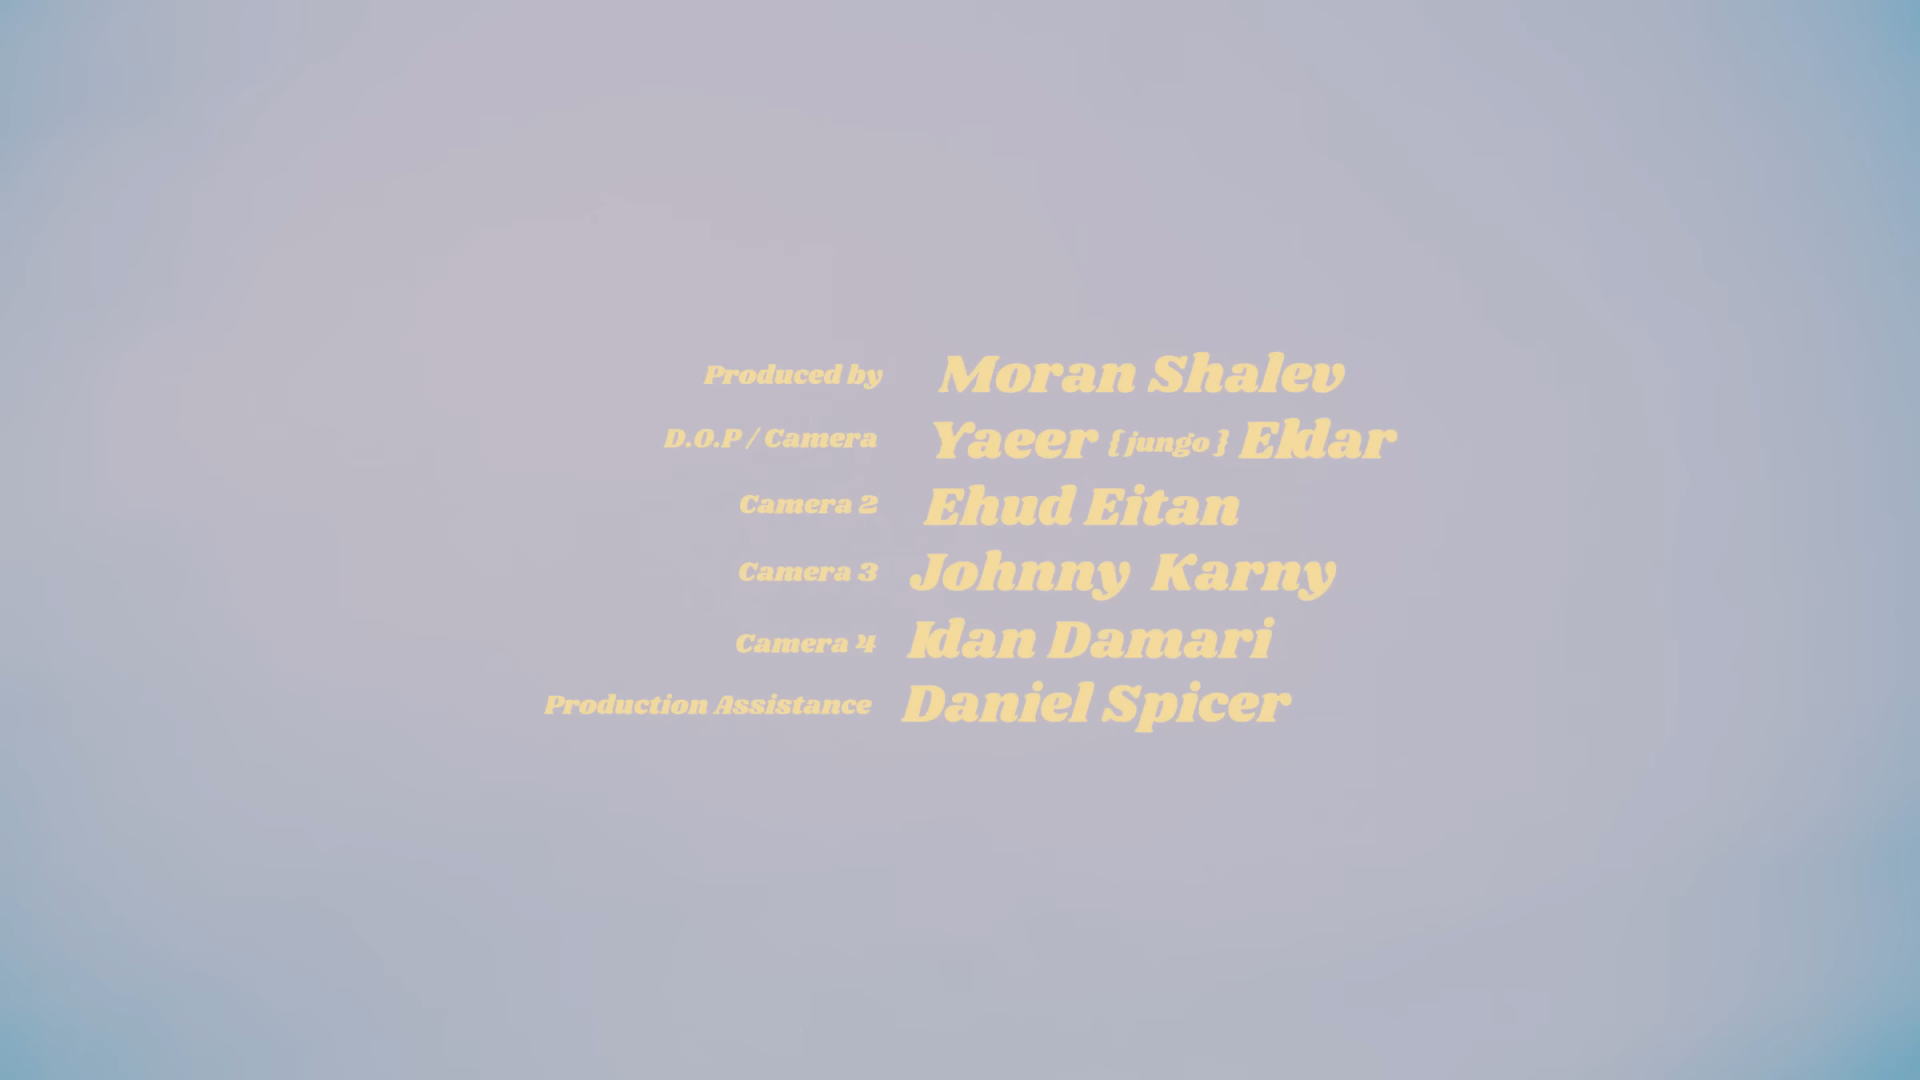 Produced by Moran Shalev
D.O.P / Camera Yaeer { jungo } Eldar
Camera 2 Ehud Eitan
Camera 3 Johnny Karny
Camera 4 Idan Damari
Production Assistance Daniel Spicer